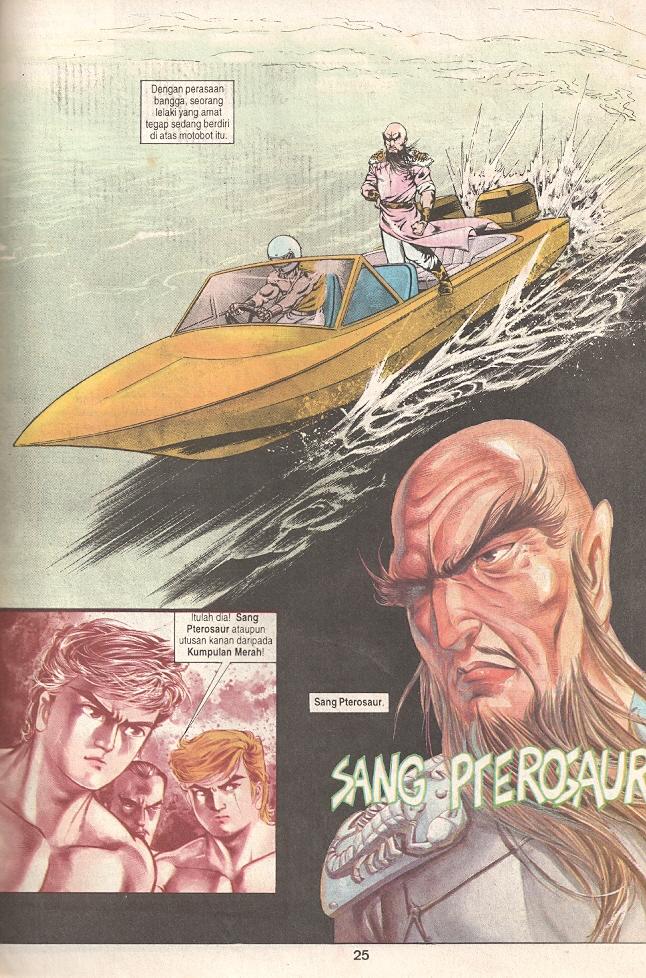 Dengan perasaan
bangga, seorang
lelaki yang amat
tegap sedang berdiri
di atas motobot itu.
Itulah dia! Sang
Pterosaur ataupun
utusan kanan daripada
Kumpulan Merah!
Sang Pterosaur.
SANG PTEROSAUR
25